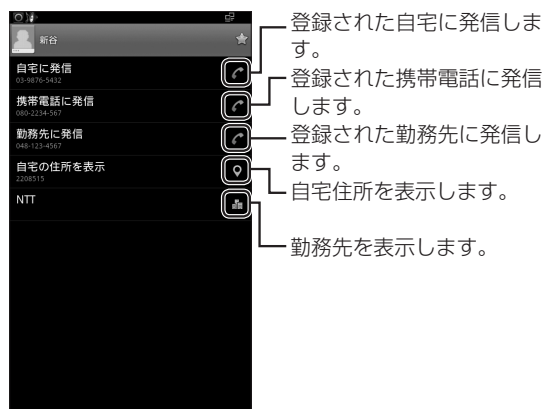 新谷
自宅に発信
03-9876-5432
携帯電話に発信
080-2234-567
勤務先に発信
048-123-4567
自宅の住所を表示
2208515
NTT
登録された自宅に発信しま
す。
登録された携帯電話に発信
します。
登録された勤務先に発信し
ます。
自宅住所を表示します。
勤務先を表示します。